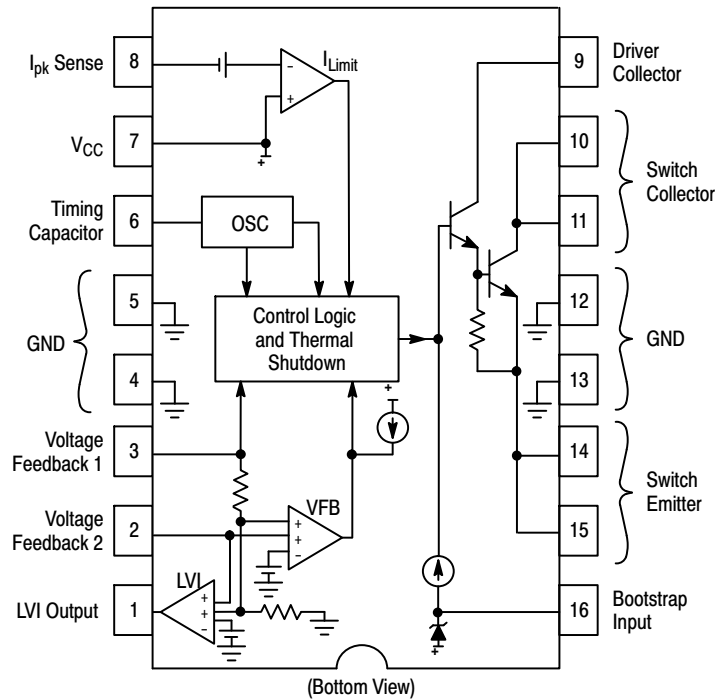 I_pk Sense
8
V_CC
7
Timing
Capacitor
6
GND
5
4
Voltage
Feedback 1
3
Voltage
Feedback 2
2
LVI Output
1
I_Limit
−
+
+
OSC
Control Logic
and Thermal
Shutdown
+
VFB
+
+
−
LVI
+
+
−
+
9
Driver
Collector
10
11
Switch
Collector
12
13
GND
14
15
Switch
Emitter
16
Bootstrap
Input
(Bottom View)